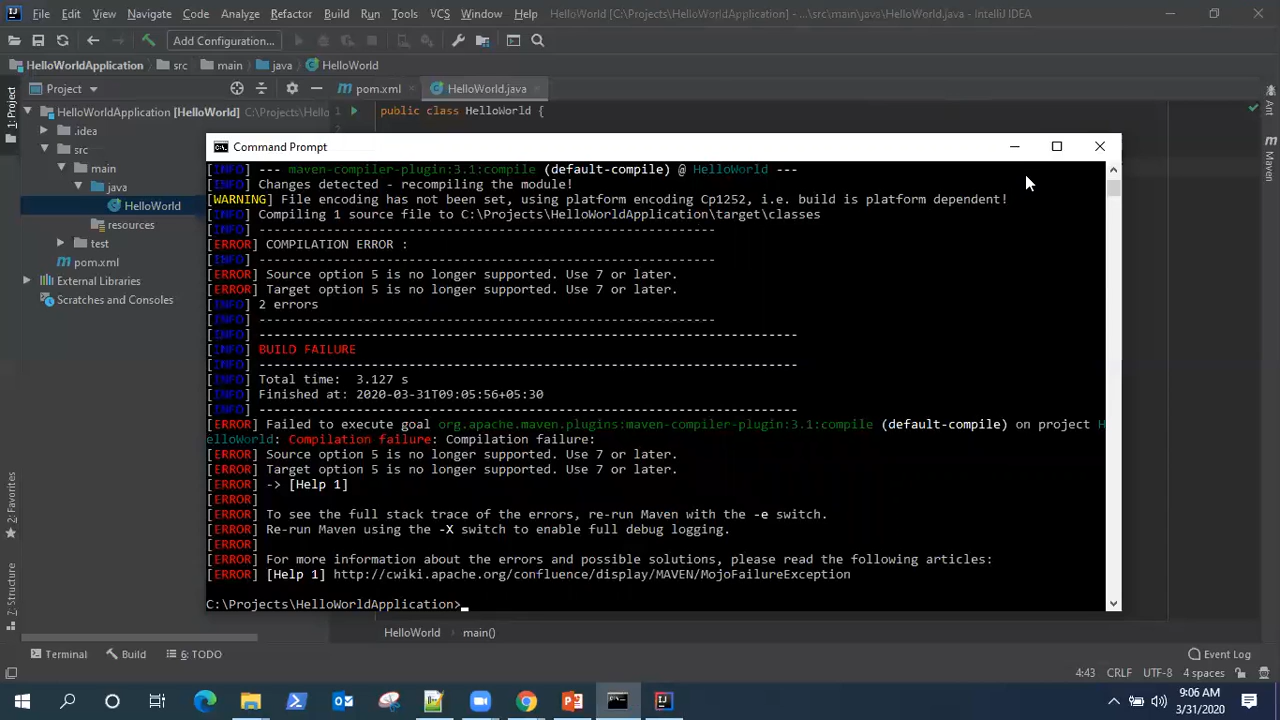 File Edit View Navigate Code Analyze Refactor Build Run Tools VCS Window Help HelloWorld [C:\Projects\HelloWorldApplication] - ...\src\main\java\HelloWorld.java - IntelliJ IDEA
Add Configuration...
HelloWorldApplication src main java HelloWorld
Project pom.xml HelloWorld.java
HelloWorldApplication [HelloWorld] C:\Projects\Hello 1 public class HelloWorld {
.idea 2
src
main
java
HelloWorld
resources
test
pom.xml
External Libraries
Scratches and Consoles
1: Project
2: Favorites
7: Structure
Ant
Maven
Command Prompt
[INFO] --- maven-compiler-plugin:3.1:compile (default-compile) @ HelloWorld ---
[INFO] Changes detected - recompiling the module!
[WARNING] File encoding has not been set, using platform encoding Cp1252, i.e. build is platform dependent!
[INFO] Compiling 1 source file to C:\Projects\HelloWorldApplication\target\classes
[INFO] -------------------------------------------------------------
[ERROR] COMPILATION ERROR :
[INFO] -------------------------------------------------------------
[ERROR] Source option 5 is no longer supported. Use 7 or later.
[ERROR] Target option 5 is no longer supported. Use 7 or later.
[INFO] 2 errors
[INFO] -------------------------------------------------------------
[INFO] ------------------------------------------------------------------------
[INFO] BUILD FAILURE
[INFO] ------------------------------------------------------------------------
[INFO] Total time:  3.127 s
[INFO] Finished at: 2020-03-31T09:05:56+05:30
[INFO] ------------------------------------------------------------------------
[ERROR] Failed to execute goal org.apache.maven.plugins:maven-compiler-plugin:3.1:compile (default-compile) on project H
elloWorld: Compilation failure: Compilation failure:
[ERROR] Source option 5 is no longer supported. Use 7 or later.
[ERROR] Target option 5 is no longer supported. Use 7 or later.
[ERROR] -> [Help 1]
[ERROR]
[ERROR] To see the full stack trace of the errors, re-run Maven with the -e switch.
[ERROR] Re-run Maven using the -X switch to enable full debug logging.
[ERROR]
[ERROR] For more information about the errors and possible solutions, please read the following articles:
[ERROR] [Help 1] http://cwiki.apache.org/confluence/display/MAVEN/MojoFailureException
C:\Projects\HelloWorldApplication>
HelloWorld main()
Terminal Build 6: TODO Event Log
4:43 CRLF UTF-8 4 spaces
9:06 AM
3/31/2020